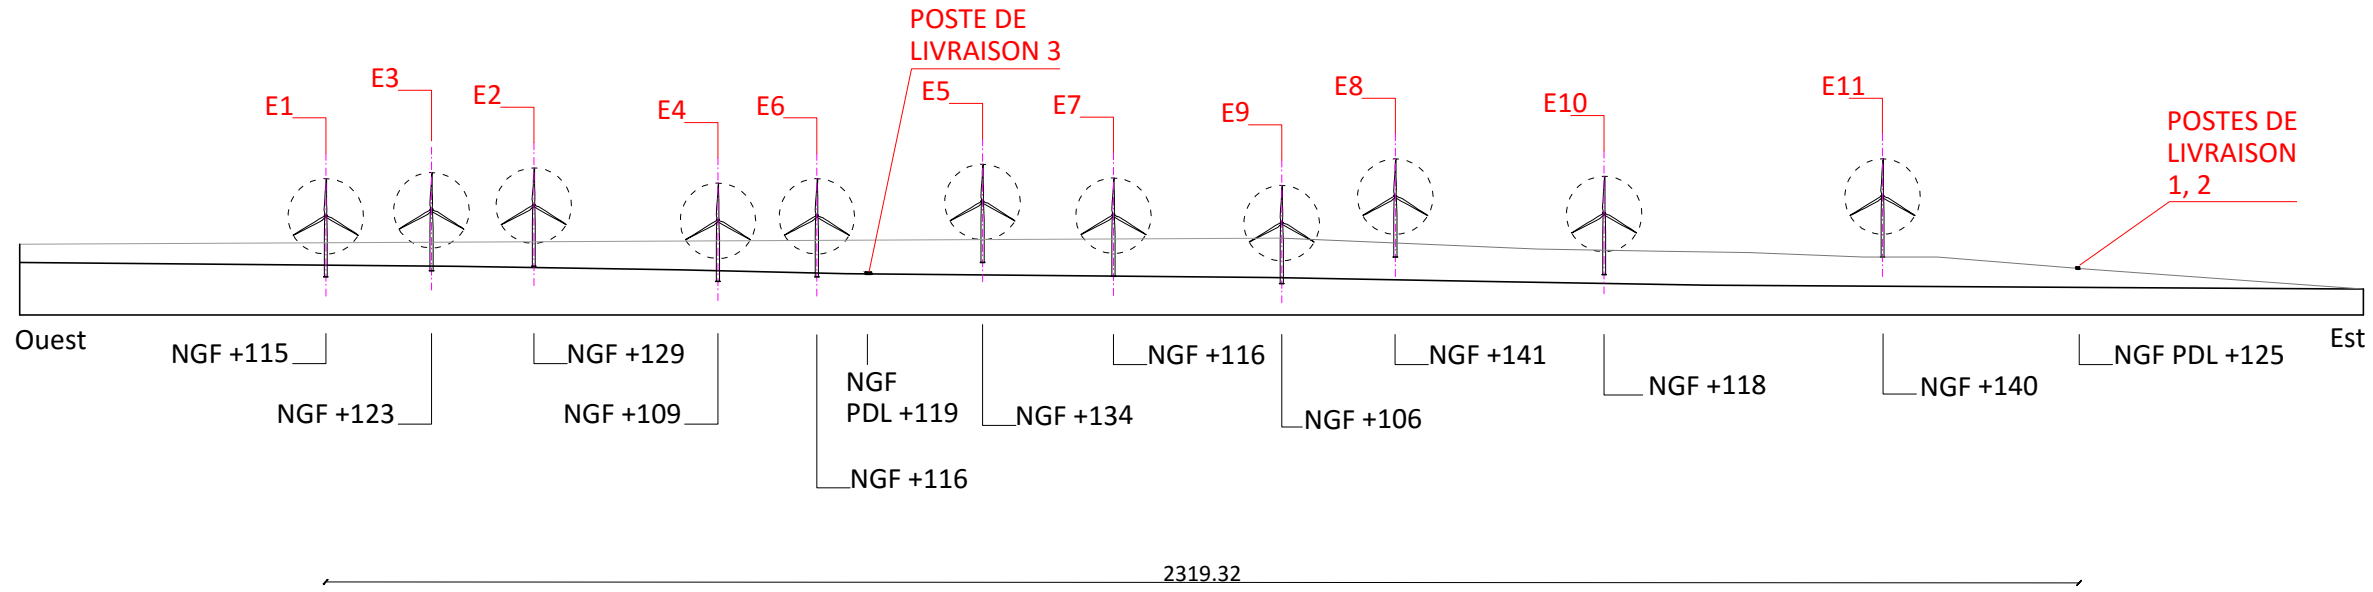 POSTE DE
LIVRAISON 3
E1
E3
E2
E4
E6
E5
E7
E9
E8
E10
E11
POSTES DE
LIVRAISON
1, 2
Ouest
Est
NGF +115
NGF +123
NGF +129
NGF +109
NGF +116
NGF
PDL +119
NGF +134
NGF +116
NGF +106
NGF +141
NGF +118
NGF +140
NGF PDL +125
2319.32